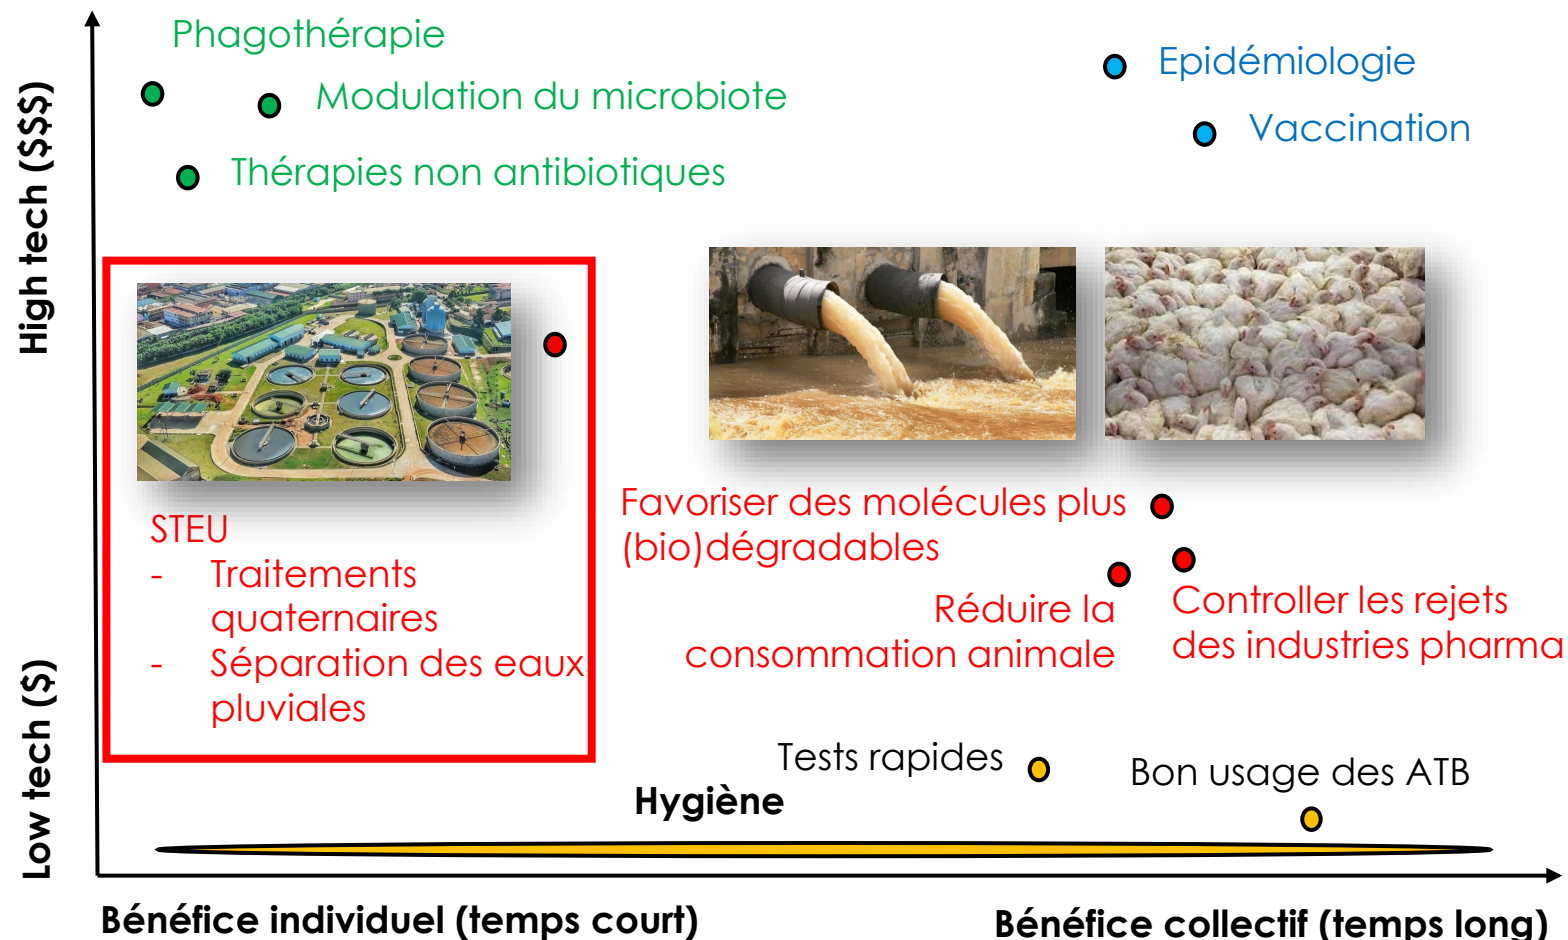 High tech ($$$)
Low tech ($)
Phagothérapie
Modulation du microbiote
Thérapies non antibiotiques
Epidémiologie
Vaccination
STEU
- Traitements
quaternaires
- Séparation des eaux
pluviales
Favoriser des molécules plus
(bio)dégradables
Réduire la
consommation animale
Controller les rejets
des industries pharma
Tests rapides
Bon usage des ATB
Hygiène
Bénéfice individuel (temps court)
Bénéfice collectif (temps long)